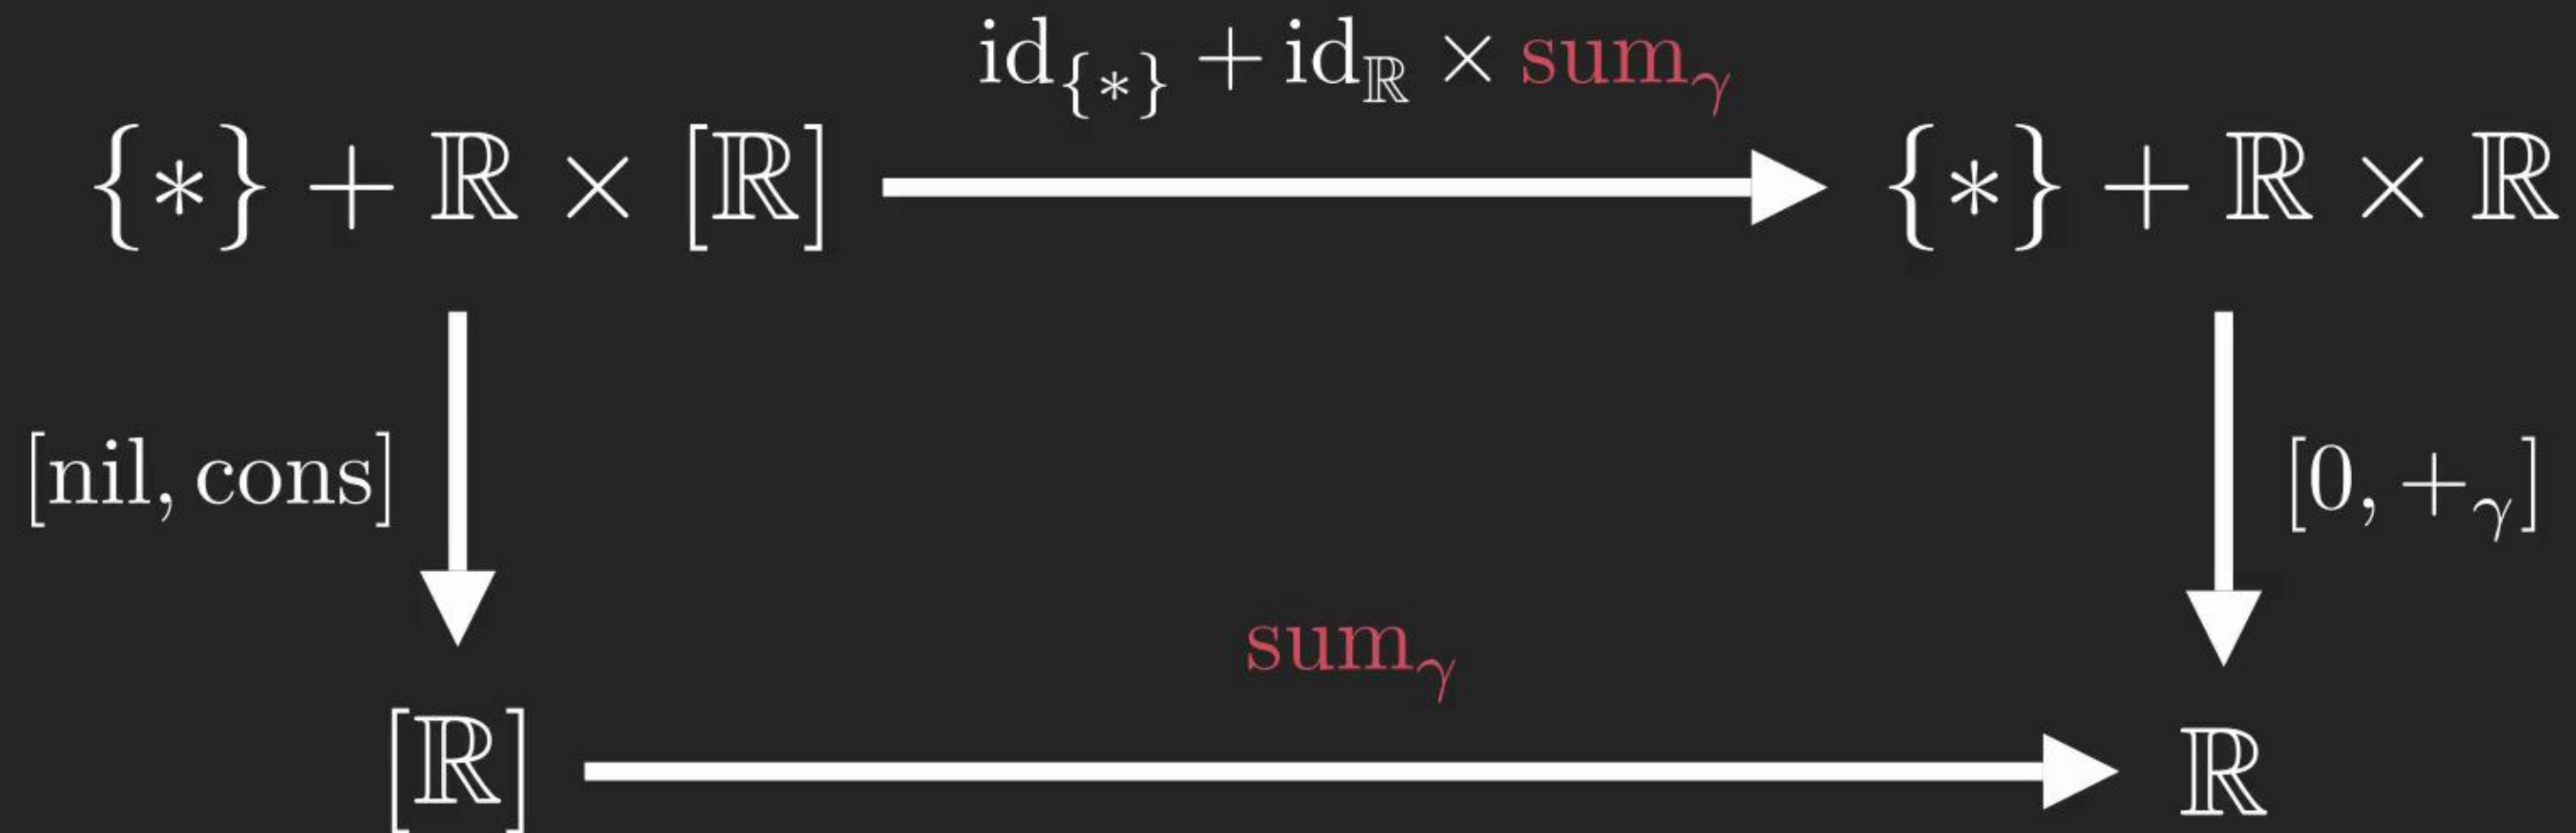 id_{∗} + id_ℝ × sum_γ
{∗} + ℝ × [ℝ]
{∗} + ℝ × ℝ
[nil, cons]
[0, +_γ]
sum_γ
[ℝ]
ℝ